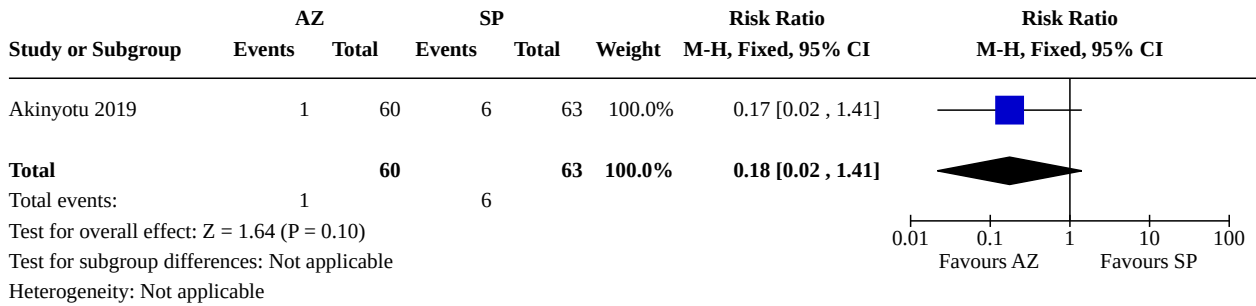 AZ SP Risk Ratio Risk Ratio
Study or Subgroup Events Total Events Total Weight M-H, Fixed, 95% CI M-H, Fixed, 95% CI
Akinyotu 2019 1 60 6 63 100.0% 0.17 [0.02 , 1.41]
Total 60 63 100.0% 0.18 [0.02 , 1.41]
Total events: 1 6
Test for overall effect: Z = 1.64 (P = 0.10)
0.01 0.1 1 10 100
Test for subgroup differences: Not applicable Favours AZ Favours SP
Heterogeneity: Not applicable